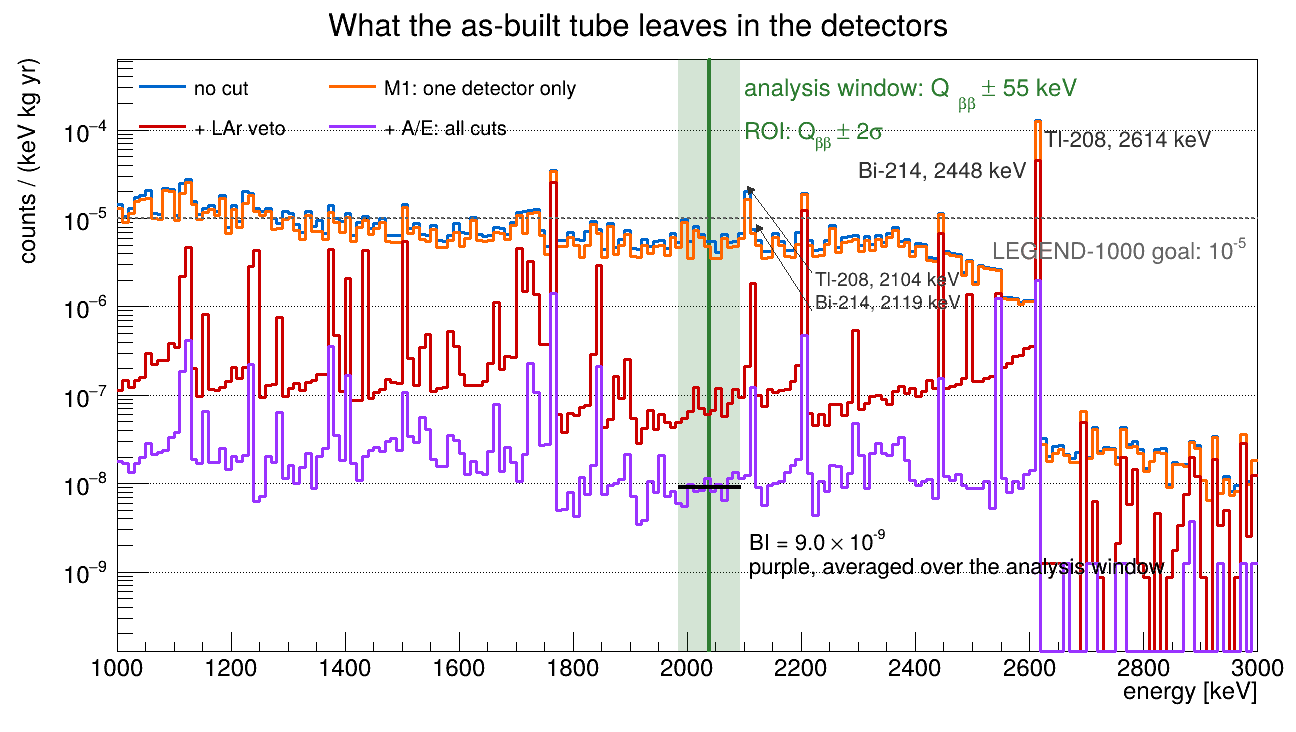 What the as-built tube leaves in the detectors
counts / (keV kg yr)
no cut
M1: one detector only
+ LAr veto
+ A/E: all cuts
analysis window: Q ββ ± 55 keV
ROI: Qββ ± 2σ
Tl-208, 2614 keV
Bi-214, 2448 keV
LEGEND-1000 goal: 10-5
Tl-208, 2104 keV
Bi-214, 2119 keV
BI = 9.0 × 10-9
purple, averaged over the analysis window
10−4
10−5
10−6
10−7
10−8
10−9
1000 1200 1400 1600 1800 2000 2200 2400 2600 2800 3000
energy [keV]